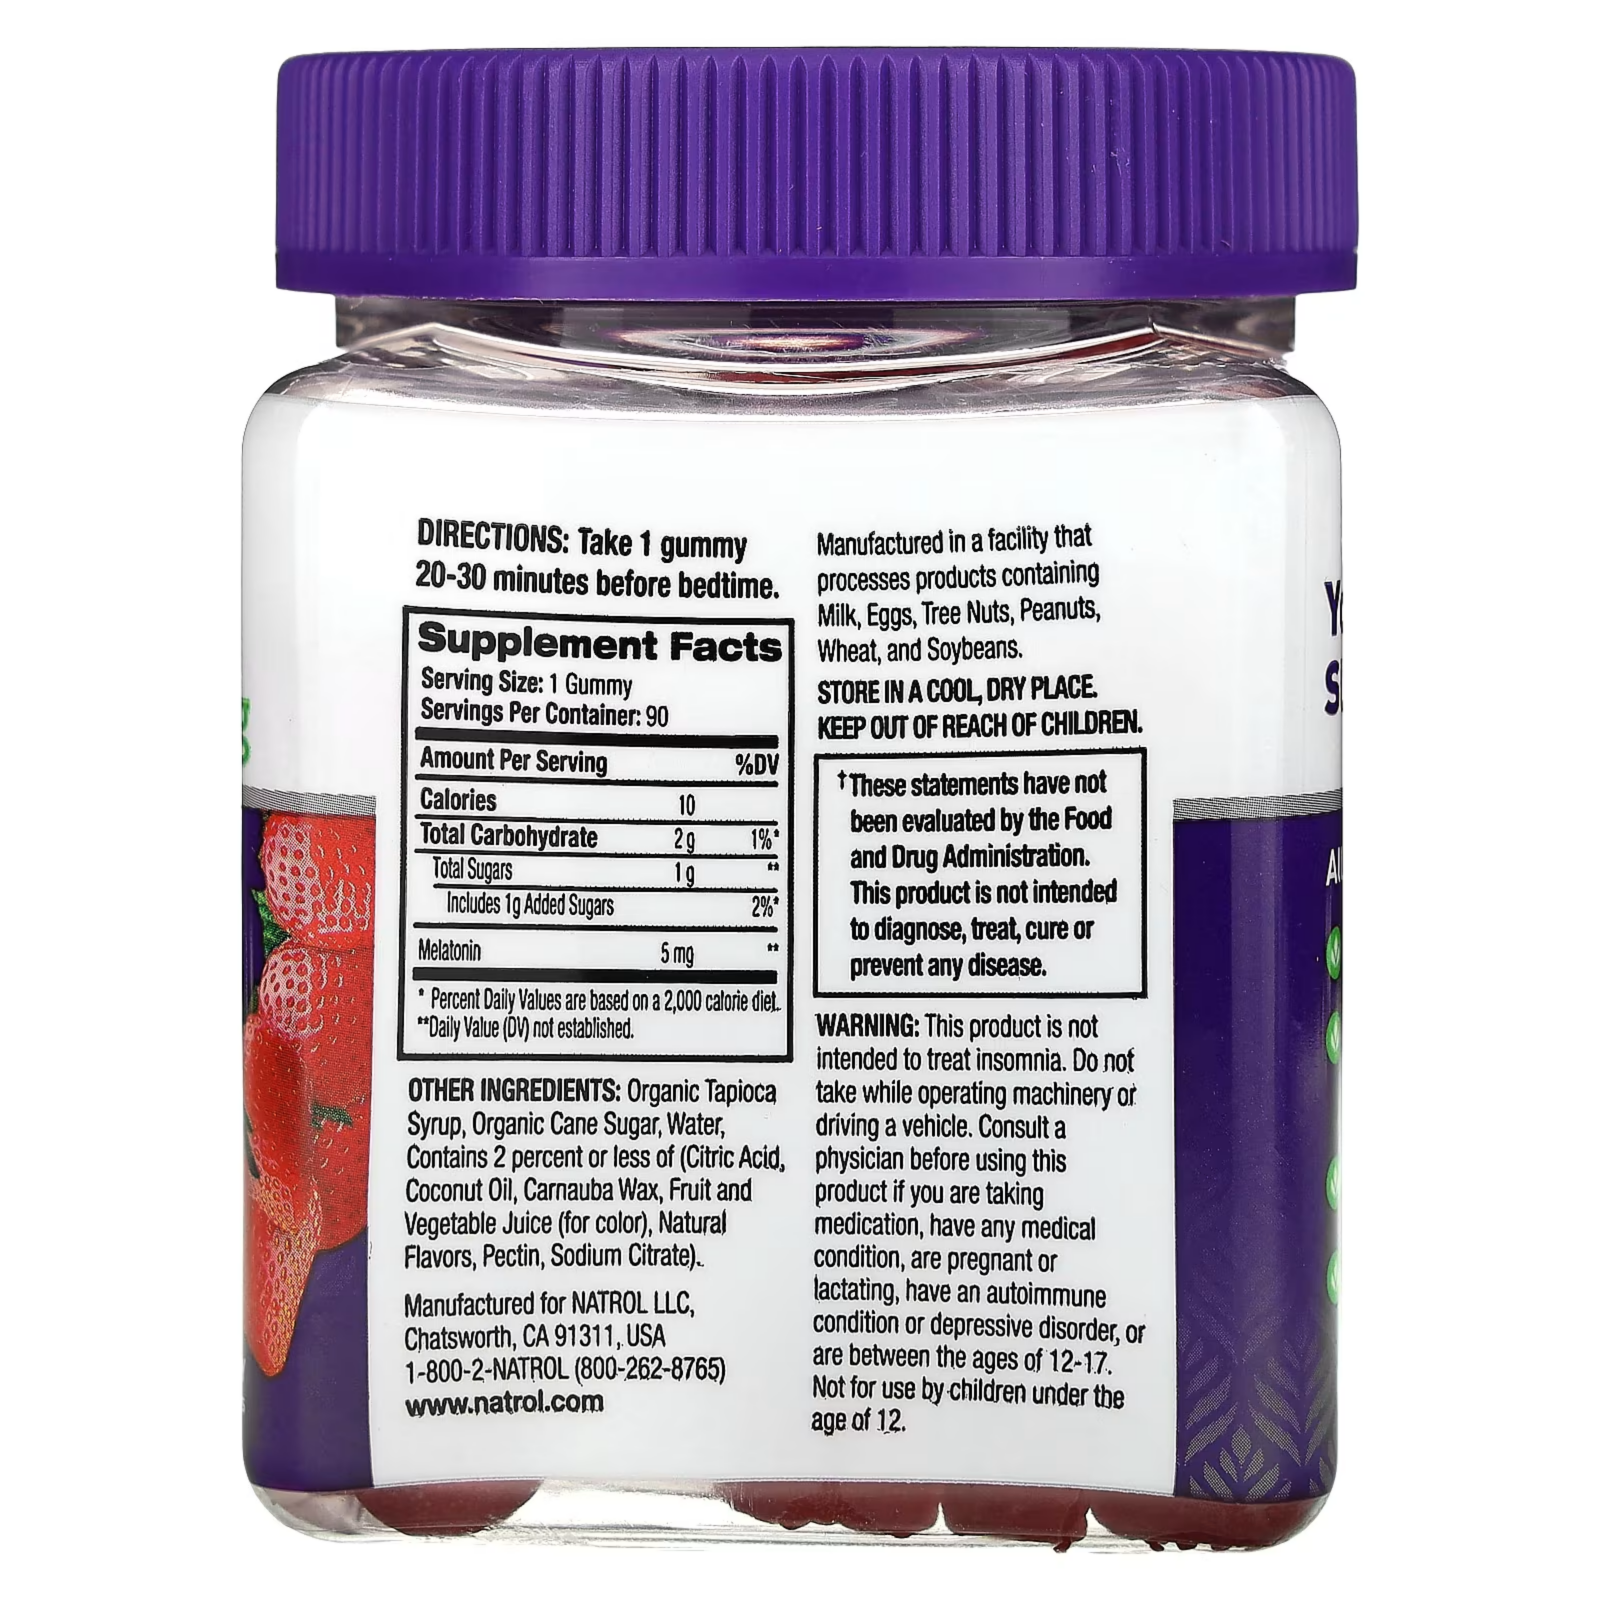 DIRECTIONS: Take 1 gummy
20-30 minutes before bedtime.
Supplement Facts
Serving Size: 1 Gummy
Servings Per Container: 90
Amount Per Serving %DV
Calories 10
Total Carbohydrate 2 g 1%*
Total Sugars 1 g **
Includes 1g Added Sugars 2%*
Melatonin 5 mg **
* Percent Daily Values are based on a 2,000 calorie diet.
**Daily Value (DV) not established.
OTHER INGREDIENTS: Organic Tapioca
Syrup, Organic Cane Sugar, Water,
Contains 2 percent or less of (Citric Acid,
Coconut Oil, Carnauba Wax, Fruit and
Vegetable Juice (for color), Natural
Flavors, Pectin, Sodium Citrate).
Manufactured for NATROL LLC,
Chatsworth, CA 91311, USA
1-800-2-NATROL (800-262-8765)
www.natrol.com
Manufactured in a facility that
processes products containing
Milk, Eggs, Tree Nuts, Peanuts,
Wheat, and Soybeans.
STORE IN A COOL, DRY PLACE.
KEEP OUT OF REACH OF CHILDREN.
†These statements have not
been evaluated by the Food
and Drug Administration.
This product is not intended
to diagnose, treat, cure or
prevent any disease.
WARNING: This product is not
intended to treat insomnia. Do not
take while operating machinery or
driving a vehicle. Consult a
physician before using this
product if you are taking
medication, have any medical
condition, are pregnant or
lactating, have an autoimmune
condition or depressive disorder, or
are between the ages of 12-17.
Not for use by children under the
age of 12.